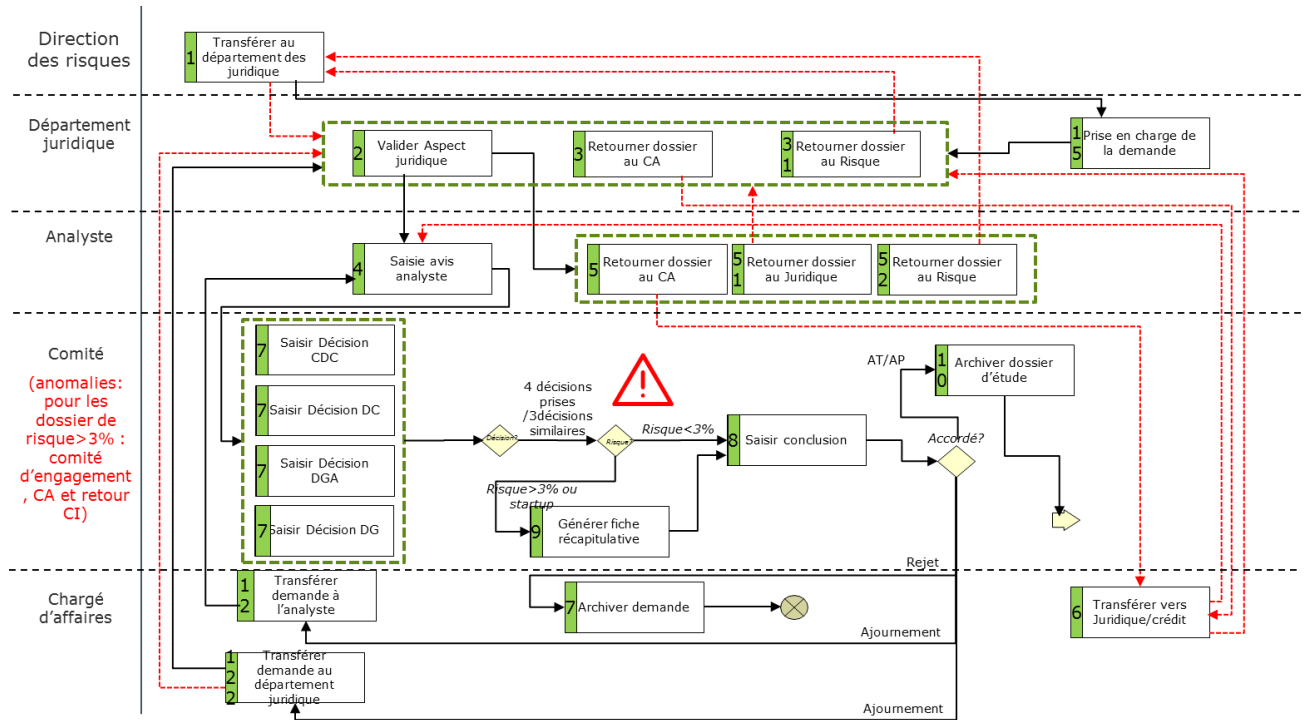 Direction
des risques
1
Transférer au
département des
juridique
Département
juridique
2
Valider Aspect
juridique
3
Retourner dossier
au CA
3
1
Retourner dossier
au Risque
1
5
Prise en charge de
la demande
Analyste
4
Saisie avis
analyste
5
Retourner dossier
au CA
5
1
Retourner dossier
au Juridique
5
2
Retourner dossier
au Risque
Comité
(anomalies:
pour les
dossier de
risque>3% :
comité
d’engagement
, CA et retour
CI)
7
Saisir Décision
CDC
7
Saisir Décision DC
7
Saisir Décision
DGA
7
Saisir Décision DG
Décision?
4 décisions
prises
/3décisions
similaires
Risque
Risque<3%
Risque>3% ou
startup
9
Générer fiche
récapitulative
8
Saisir conclusion
Accordé?
AT/AP
1
0
Archiver dossier
d’étude
Rejet
Chargé
d’affaires
1
2
Transférer
demande à
l’analyste
7
Archiver demande
Ajournement
6
Transférer vers
Juridique/crédit
1
2
2
Transférer
demande au
département
juridique
Ajournement